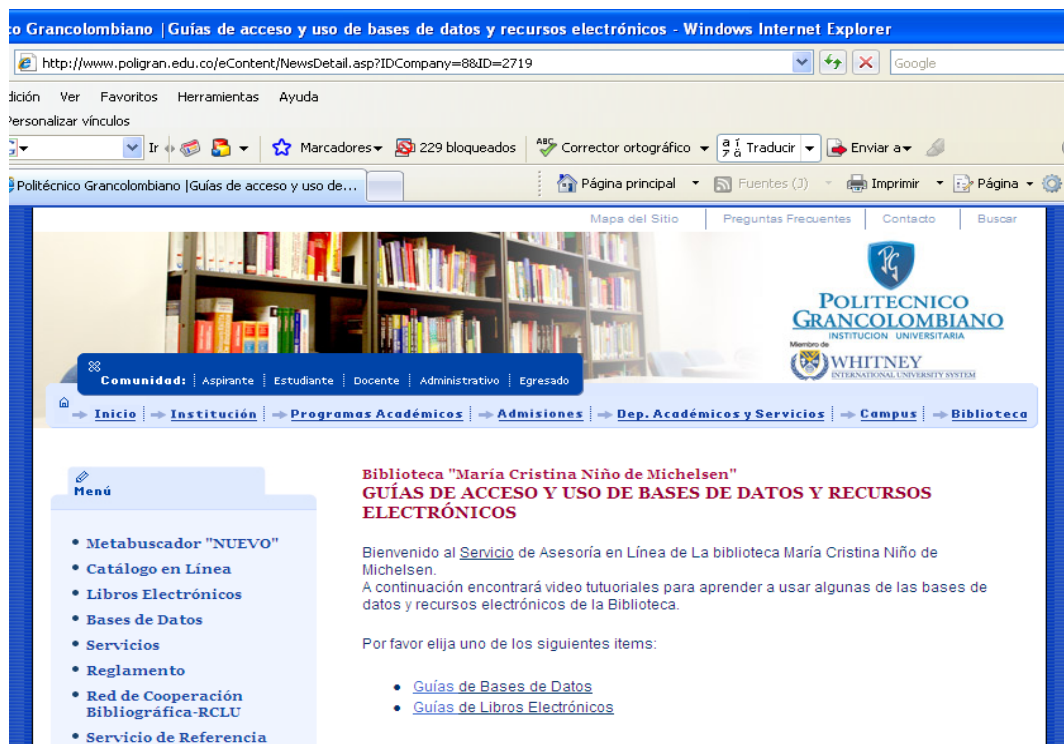 co Grancolombiano |Guías de acceso y uso de bases de datos y recursos electrónicos - Windows Internet Explorer
http://www.poligran.edu.co/eContent/NewsDetail.asp?IDCompany=8&ID=2719
Google
dición Ver Favoritos Herramientas Ayuda
Personalizar vínculos
Ir Marcadores 229 bloqueados Corrector ortográfico Traducir Enviar a
Politécnico Grancolombiano |Guías de acceso y uso de... Página principal Fuentes (J) Imprimir Página
Mapa del Sitio Preguntas Frecuentes Contacto Buscar
PG
POLITECNICO
GRANCOLOMBIANO
INSTITUCION UNIVERSITARIA
Miembro de
WHITNEY
INTERNATIONAL UNIVERSITY SYSTEM
Comunidad: Aspirante Estudiante Docente Administrativo Egresado
Inicio Institución Programas Académicos Admisiones Dep. Académicos y Servicios Campus Biblioteca
Menú
Metabuscador "NUEVO"
Catálogo en Línea
Libros Electrónicos
Bases de Datos
Servicios
Reglamento
Red de Cooperación
Bibliográfica-RCLU
Servicio de Referencia
Biblioteca "María Cristina Niño de Michelsen"
GUÍAS DE ACCESO Y USO DE BASES DE DATOS Y RECURSOS
ELECTRÓNICOS
Bienvenido al Servicio de Asesoría en Línea de La biblioteca María Cristina Niño de
Michelsen.
A continuación encontrará video tutuoriales para aprender a usar algunas de las bases de
datos y recursos electrónicos de la Biblioteca.
Por favor elija uno de los siguientes items:
Guías de Bases de Datos
Guías de Libros Electrónicos